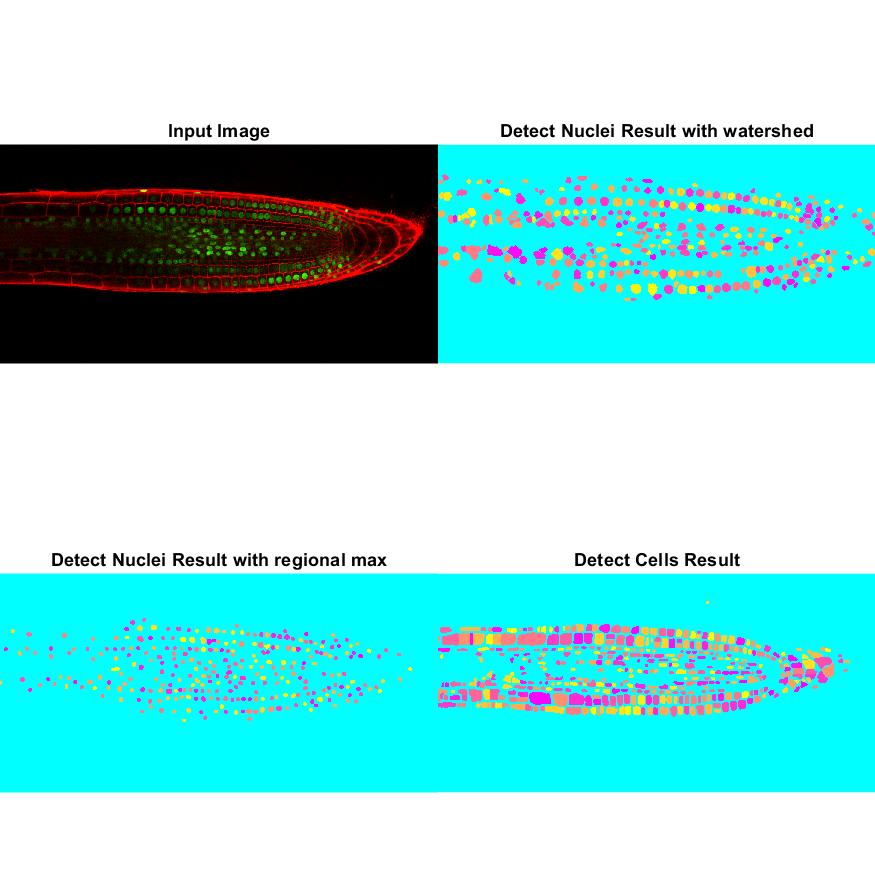 Input Image
Detect Nuclei Result with watershed
Detect Nuclei Result with regional max
Detect Cells Result